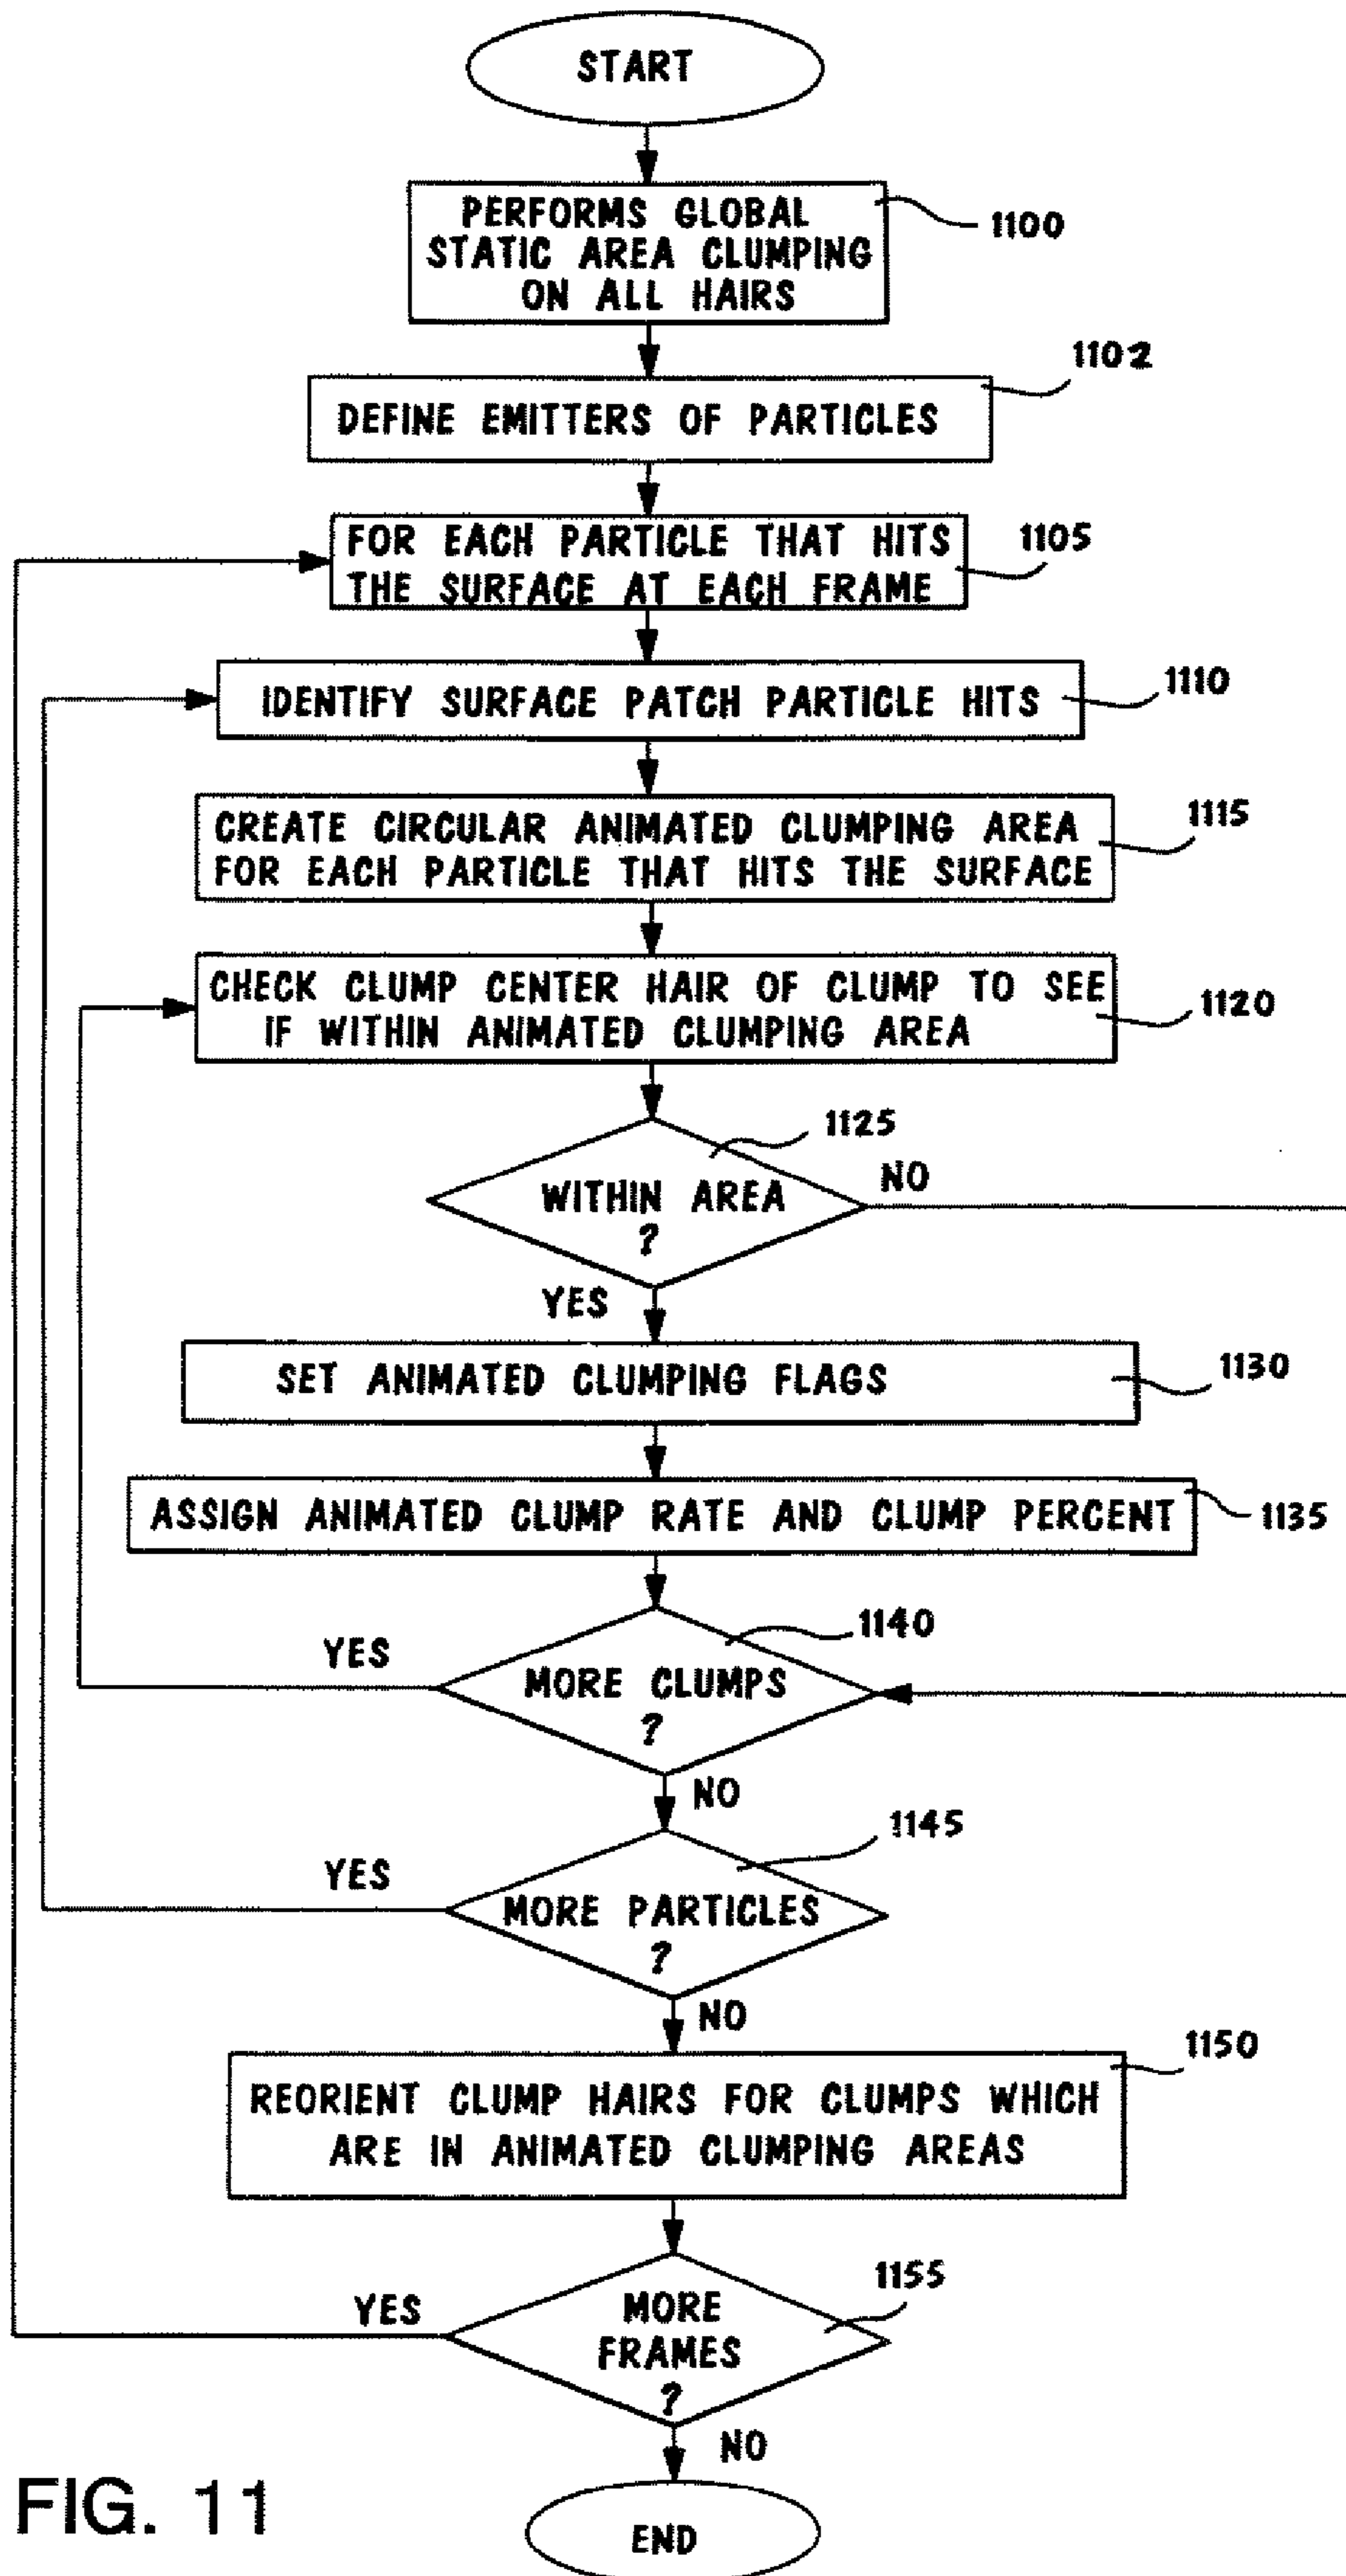 START
PERFORMS GLOBAL
STATIC AREA CLUMPING
ON ALL HAIRS
1100
1102
DEFINE EMITTERS OF PARTICLES
FOR EACH PARTICLE THAT HITS
THE SURFACE AT EACH FRAME
1105
IDENTIFY SURFACE PATCH PARTICLE HITS
1110
CREATE CIRCULAR ANIMATED CLUMPING AREA
FOR EACH PARTICLE THAT HITS THE SURFACE
1115
CHECK CLUMP CENTER HAIR OF CLUMP TO SEE
IF WITHIN ANIMATED CLUMPING AREA
1120
1125
WITHIN AREA
?
NO
YES
SET ANIMATED CLUMPING FLAGS
1130
ASSIGN ANIMATED CLUMP RATE AND CLUMP PERCENT
1135
1140
YES
MORE CLUMPS
?
NO
1145
YES
MORE PARTICLES
?
NO
1150
REORIENT CLUMP HAIRS FOR CLUMPS WHICH
ARE IN ANIMATED CLUMPING AREAS
1155
YES
MORE
FRAMES
?
NO
FIG. 11
END